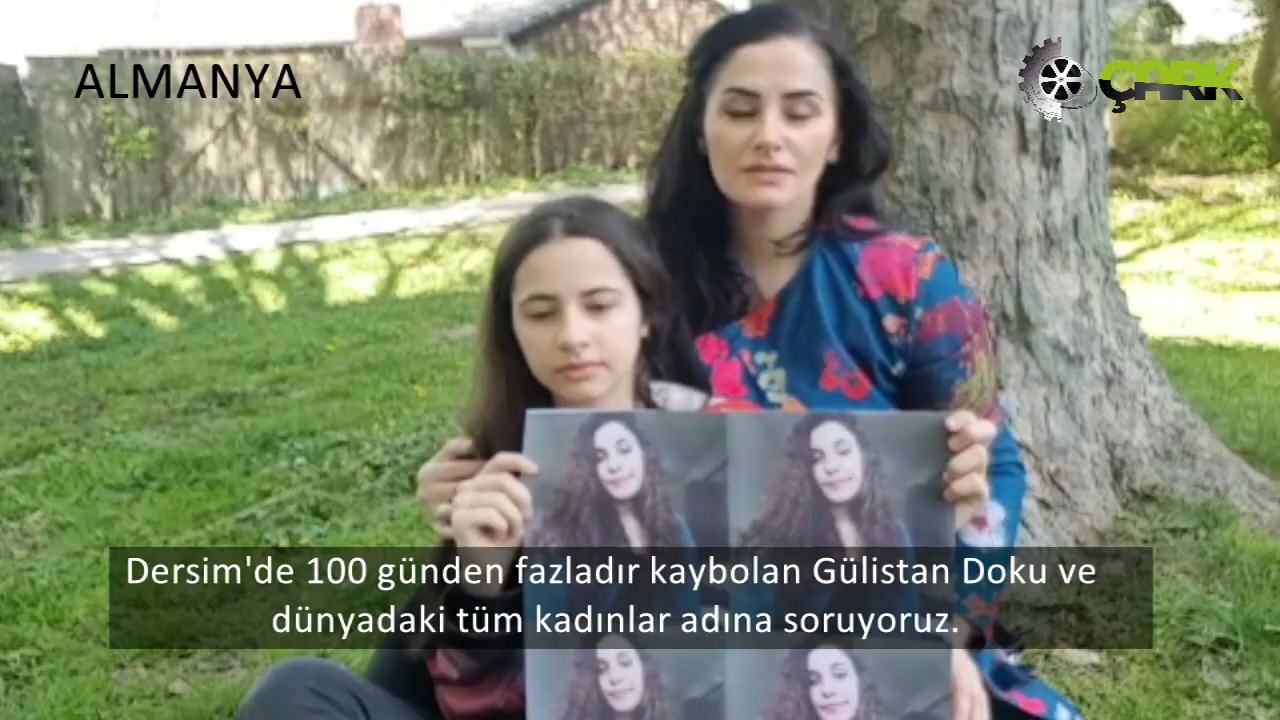 ALMANYA
ÇARK
Dersim'de 100 günden fazladır kaybolan Gülistan Doku ve
dünyadaki tüm kadınlar adına soruyoruz.